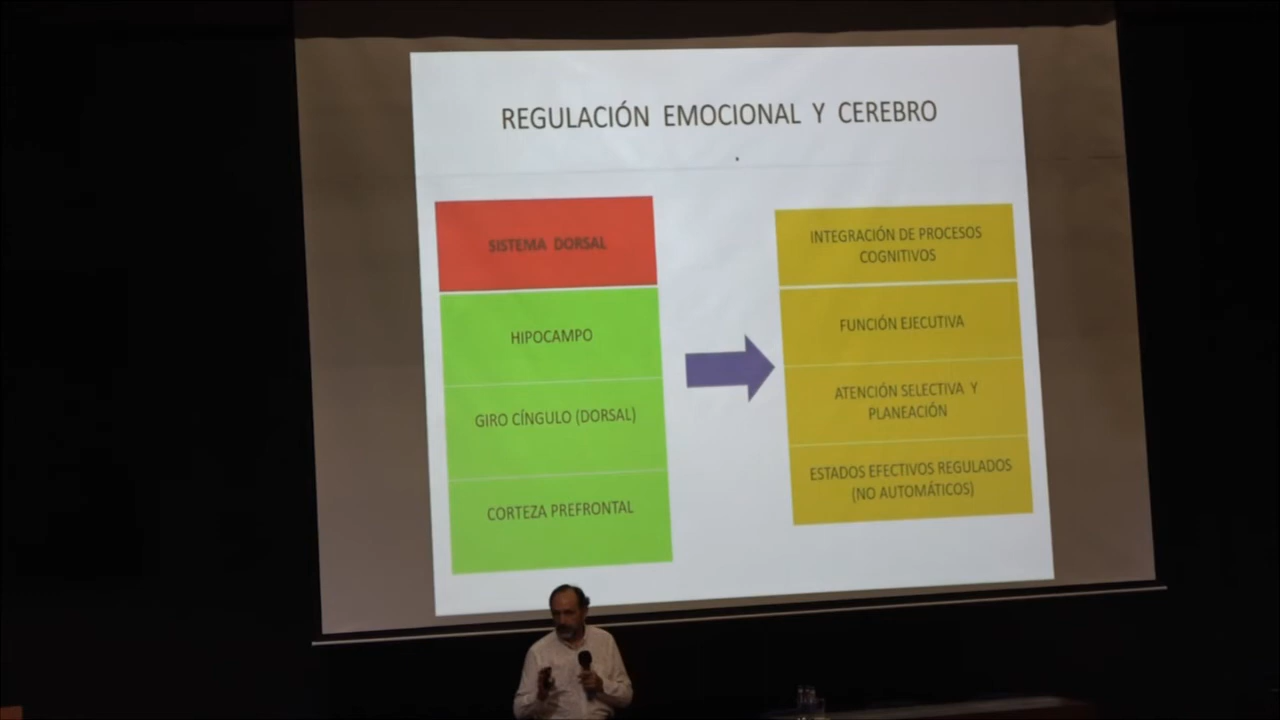 REGULACIÓN EMOCIONAL Y CEREBRO
SISTEMA DORSAL
HIPOCAMPO
GIRO CÍNGULO (DORSAL)
CORTEZA PREFRONTAL
INTEGRACIÓN DE PROCESOS
COGNITIVOS
FUNCIÓN EJECUTIVA
ATENCIÓN SELECTIVA Y
PLANEACIÓN
ESTADOS EFECTIVOS REGULADOS
(NO AUTOMÁTICOS)